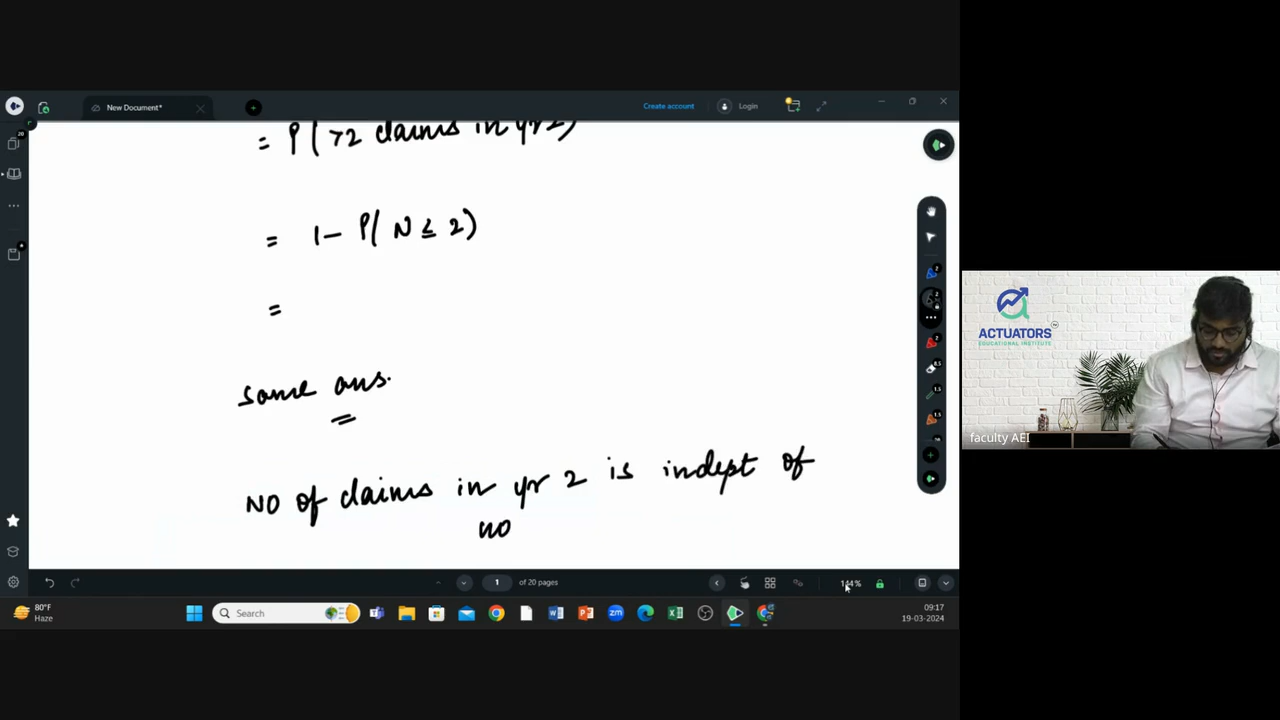 New Document*
Create account
Login
= P( >2 claims in yr 2)
= 1- P( N ≤ 2)
=
same ans.
NO of claims in yr 2 is indept of
no
1
of 20 pages
144%
80°F
Haze
Search
09:17
19-03-2024
ACTUATORS
EDUCATIONAL INSTITUTE
faculty AEI